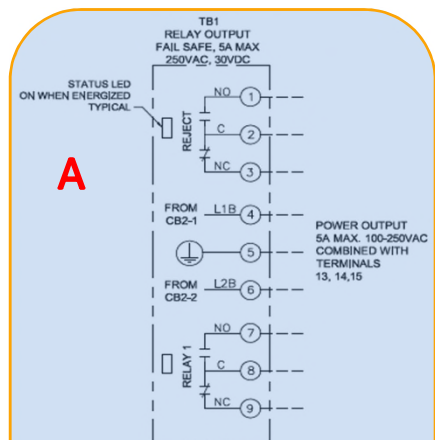 TB1
RELAY OUTPUT
FAIL SAFE, 5A MAX
250VAC, 30VDC
STATUS LED
ON WHEN ENERGIZED
TYPICAL
A
REJECT
NO 1
C 2
NC 3
FROM
CB2-1
L1B 4
5
POWER OUTPUT
5A MAX. 100-250VAC
COMBINED WITH
TERMINALS
13, 14,15
FROM
CB2-2
L2B 6
RELAY 1
NO 7
C 8
NC 9